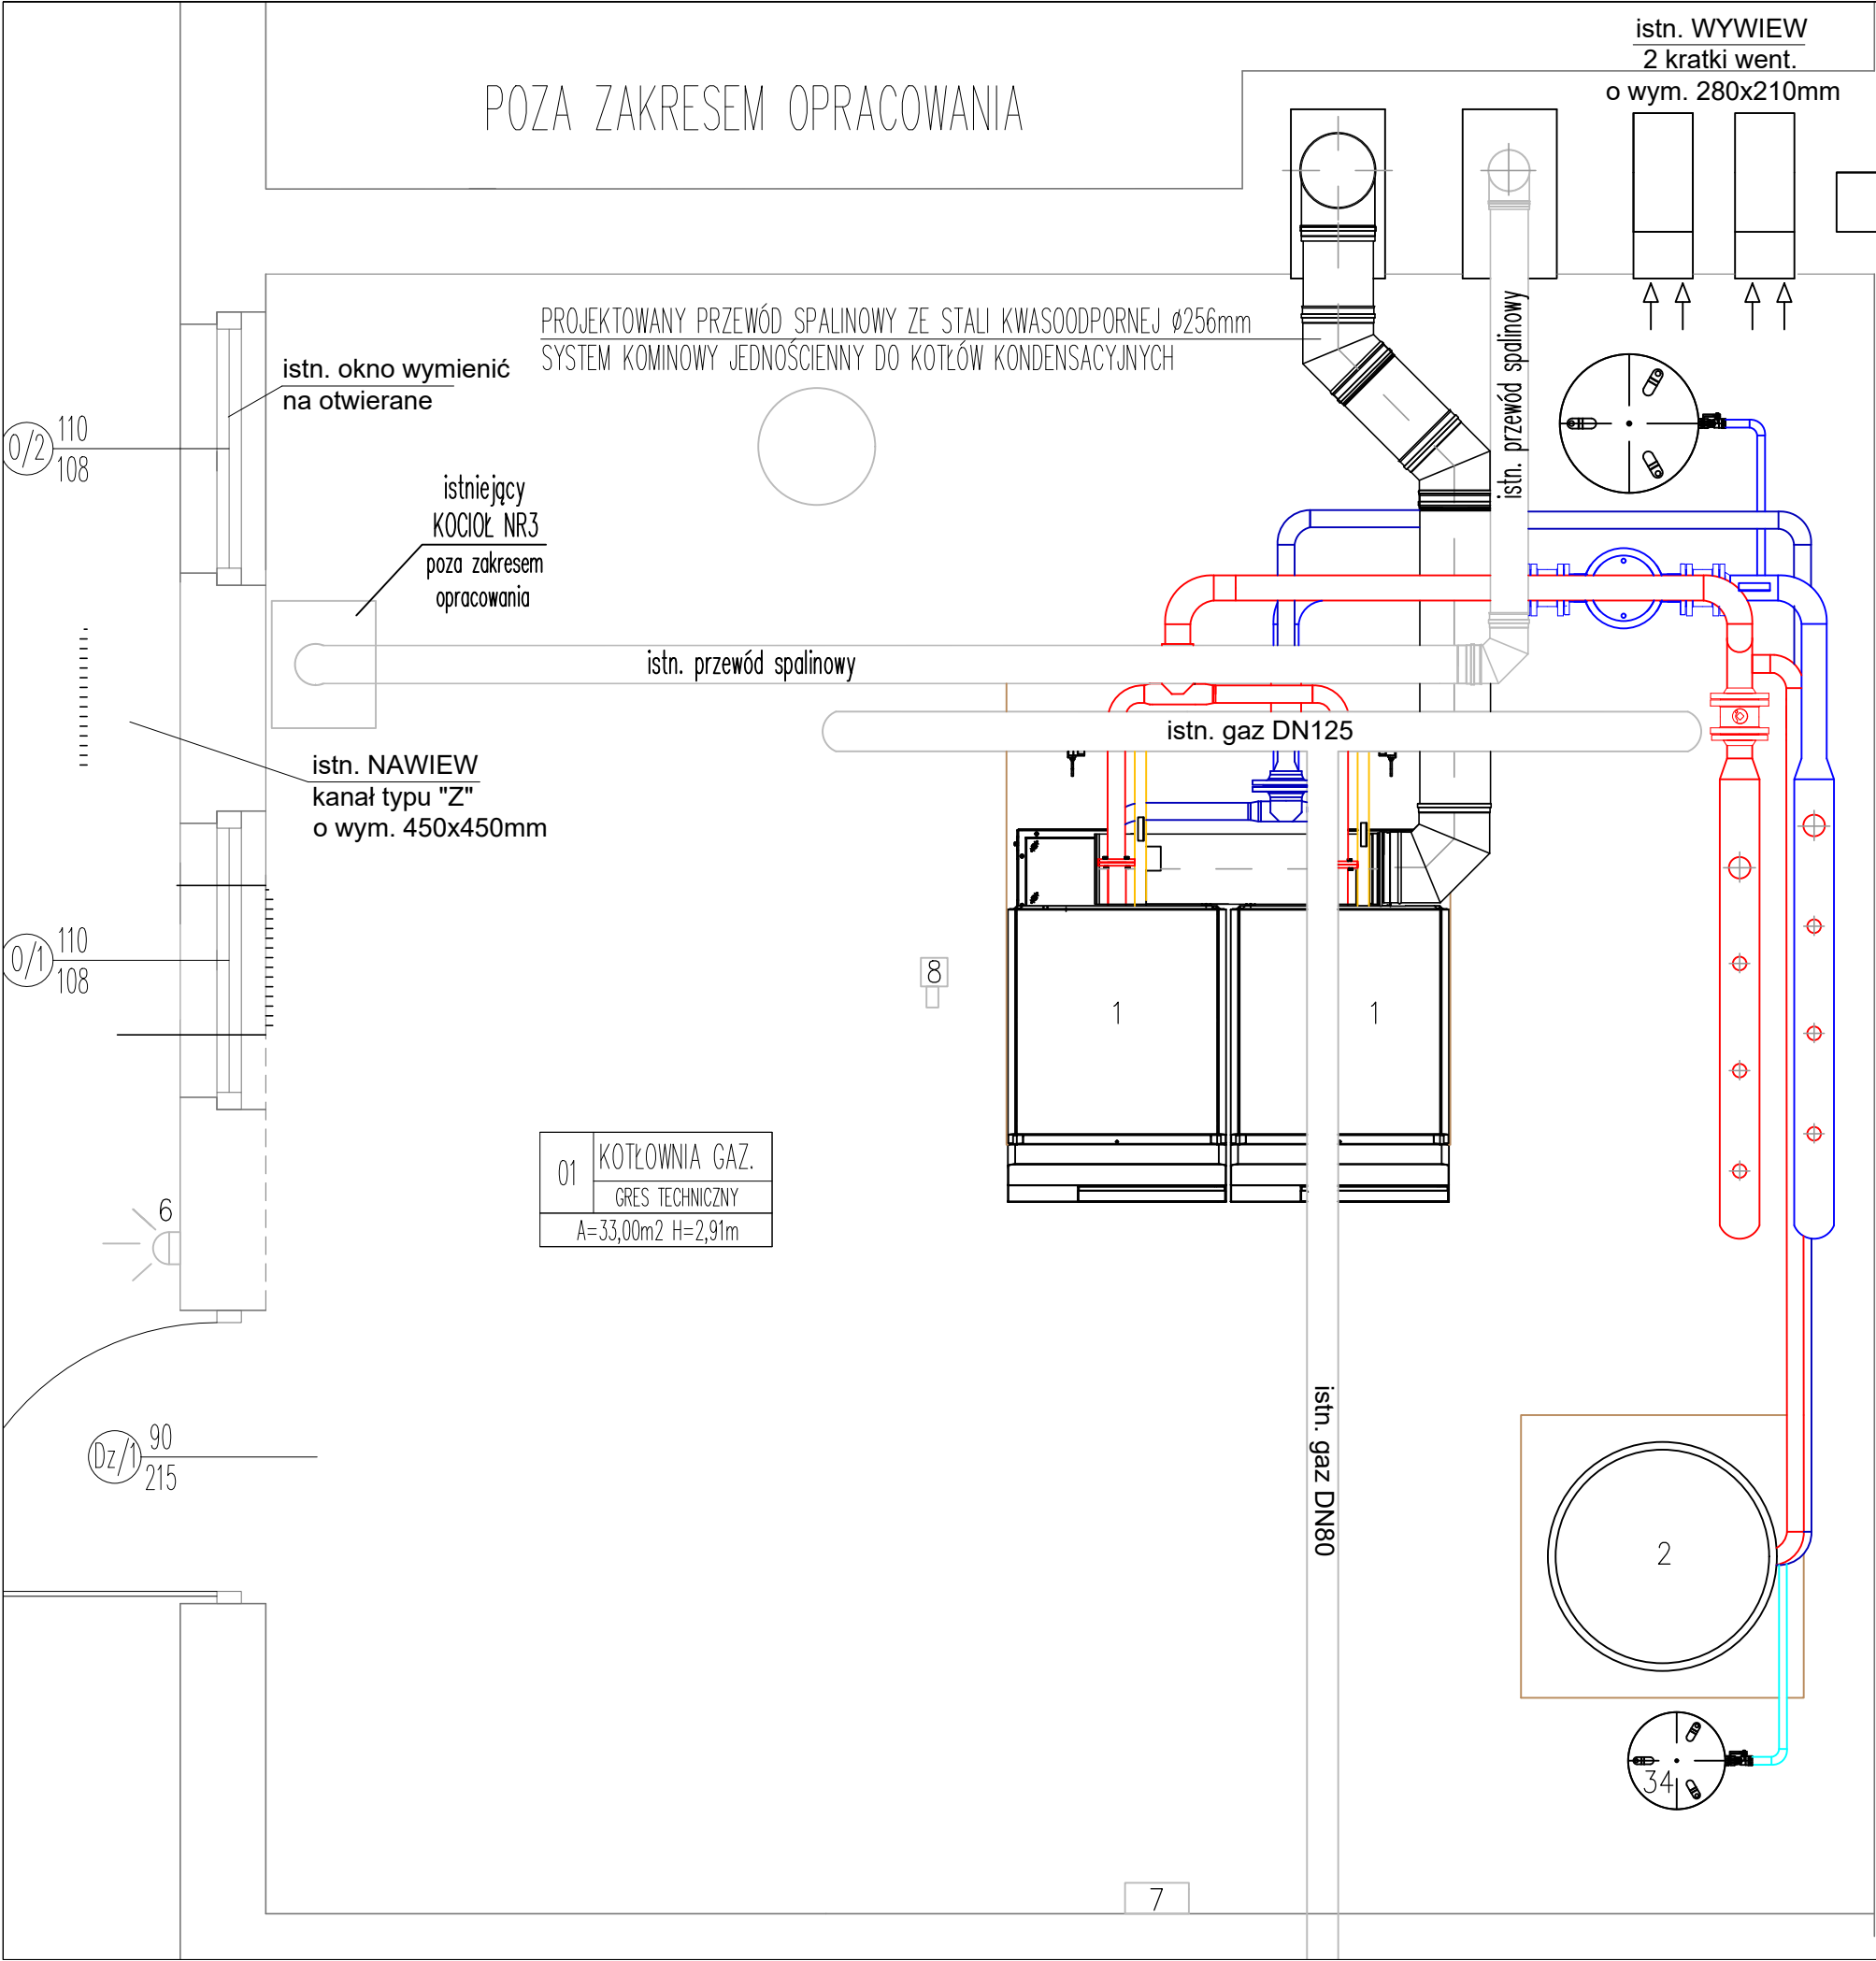 istn. WYWIEW
2 kratki went.
o wym. 280x210mm
POZA ZAKRESEM OPRACOWANIA
PROJEKTOWANY PRZEWÓD SPALINOWY ZE STALI KWASOODPORNEJ ø256mm
SYSTEM KOMINOWY JEDNOŚCIENNY DO KOTŁÓW KONDENSACYJNYCH
istn. przewód spalinowy
istn. okno wymienić
na otwierane
O/2
110
108
istniejący
KOCIOŁ NR3
poza zakresem
opracowania
istn. przewód spalinowy
istn. gaz DN125
istn. NAWIEW
kanał typu "Z"
o wym. 450x450mm
O/1
110
108
8
1
1
01
KOTŁOWNIA GAZ.
GRES TECHNICZNY
A=33,00m2 H=2,91m
6
Dz/1
90
215
istn. gaz DN80
2
34
7